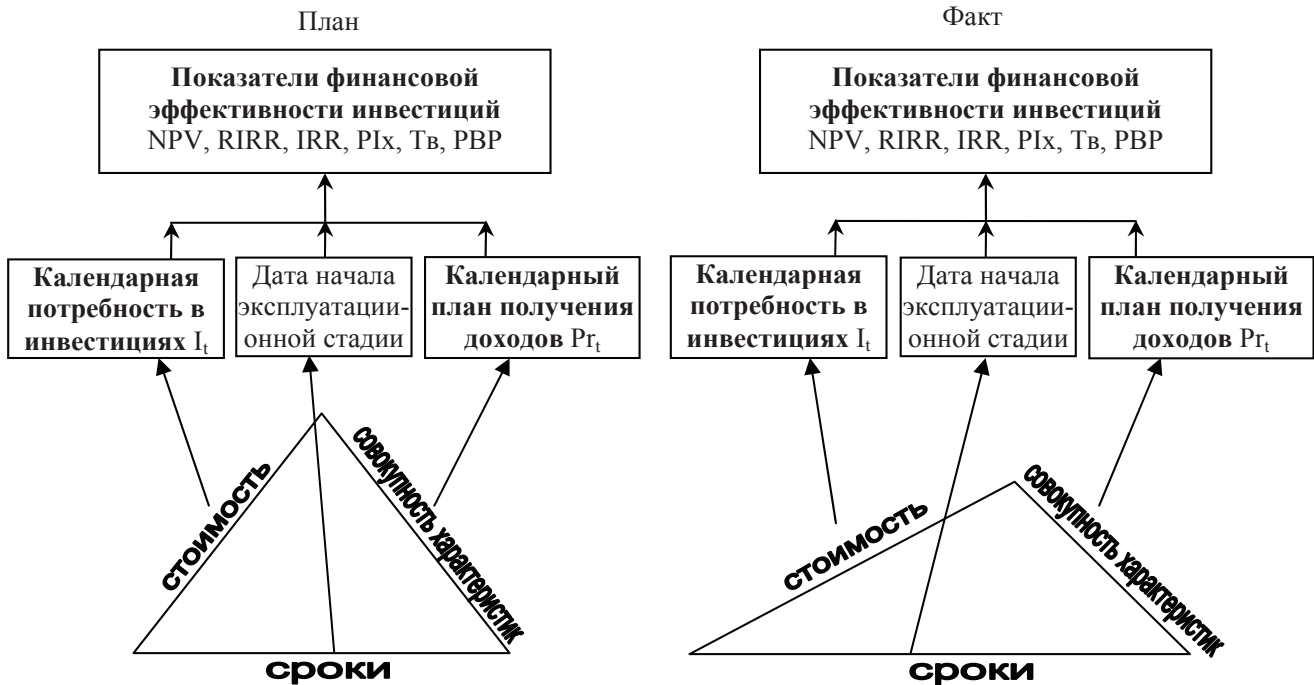 План
Показатели финансовой
эффективности инвестиций
NPV, RIRR, IRR, PIx, Тв, PBP
Календарная
потребность в
инвестициях Iₜ
Дата начала
эксплуатаци-
онной стадии
Календарный
план получения
доходов Prₜ
стоимость
совокупность характеристик
сроки
Факт
Показатели финансовой
эффективности инвестиций
NPV, RIRR, IRR, PIx, Тв, PBP
Календарная
потребность в
инвестициях Iₜ
Дата начала
эксплуатаци-
онной стадии
Календарный
план получения
доходов Prₜ
стоимость
совокупность характеристик
сроки